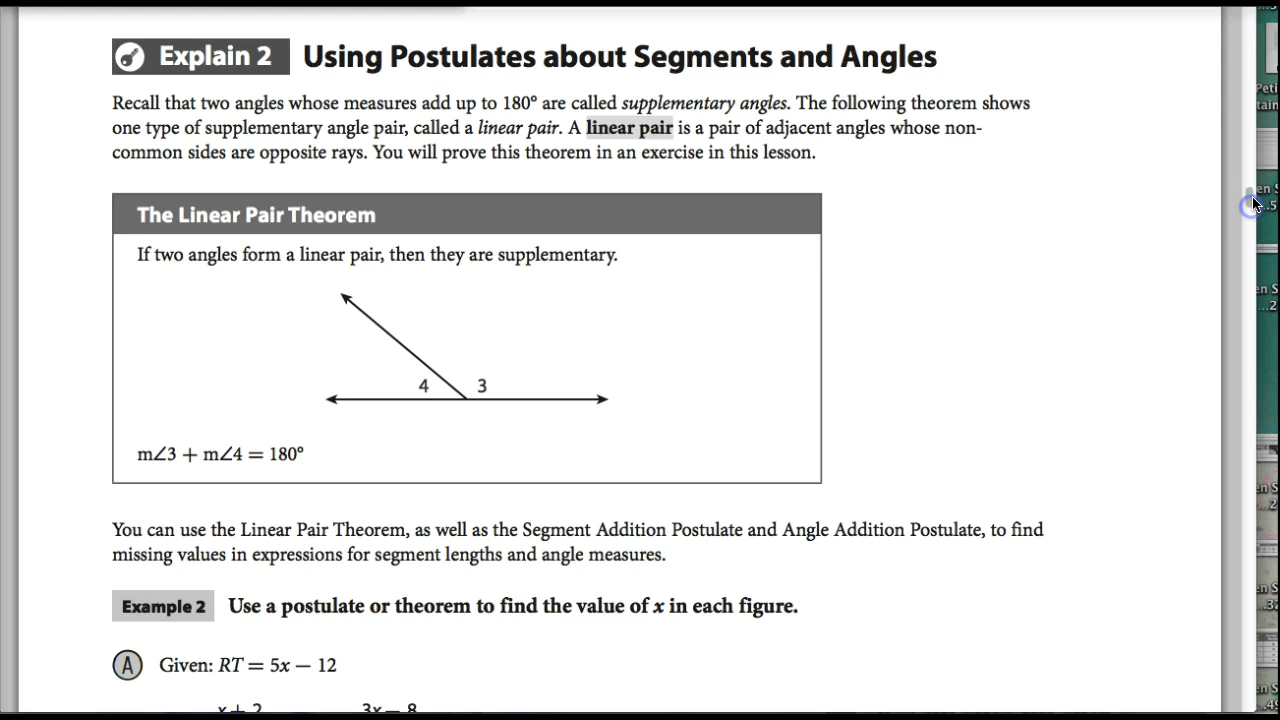 Explain 2 Using Postulates about Segments and Angles
Recall that two angles whose measures add up to 180° are called supplementary angles. The following theorem shows
one type of supplementary angle pair, called a linear pair. A linear pair is a pair of adjacent angles whose non-
common sides are opposite rays. You will prove this theorem in an exercise in this lesson.
The Linear Pair Theorem
If two angles form a linear pair, then they are supplementary.
4 3
m∠3 + m∠4 = 180°
You can use the Linear Pair Theorem, as well as the Segment Addition Postulate and Angle Addition Postulate, to find
missing values in expressions for segment lengths and angle measures.
Example 2 Use a postulate or theorem to find the value of x in each figure.
A Given: RT = 5x − 12
x + 2 3x − 8